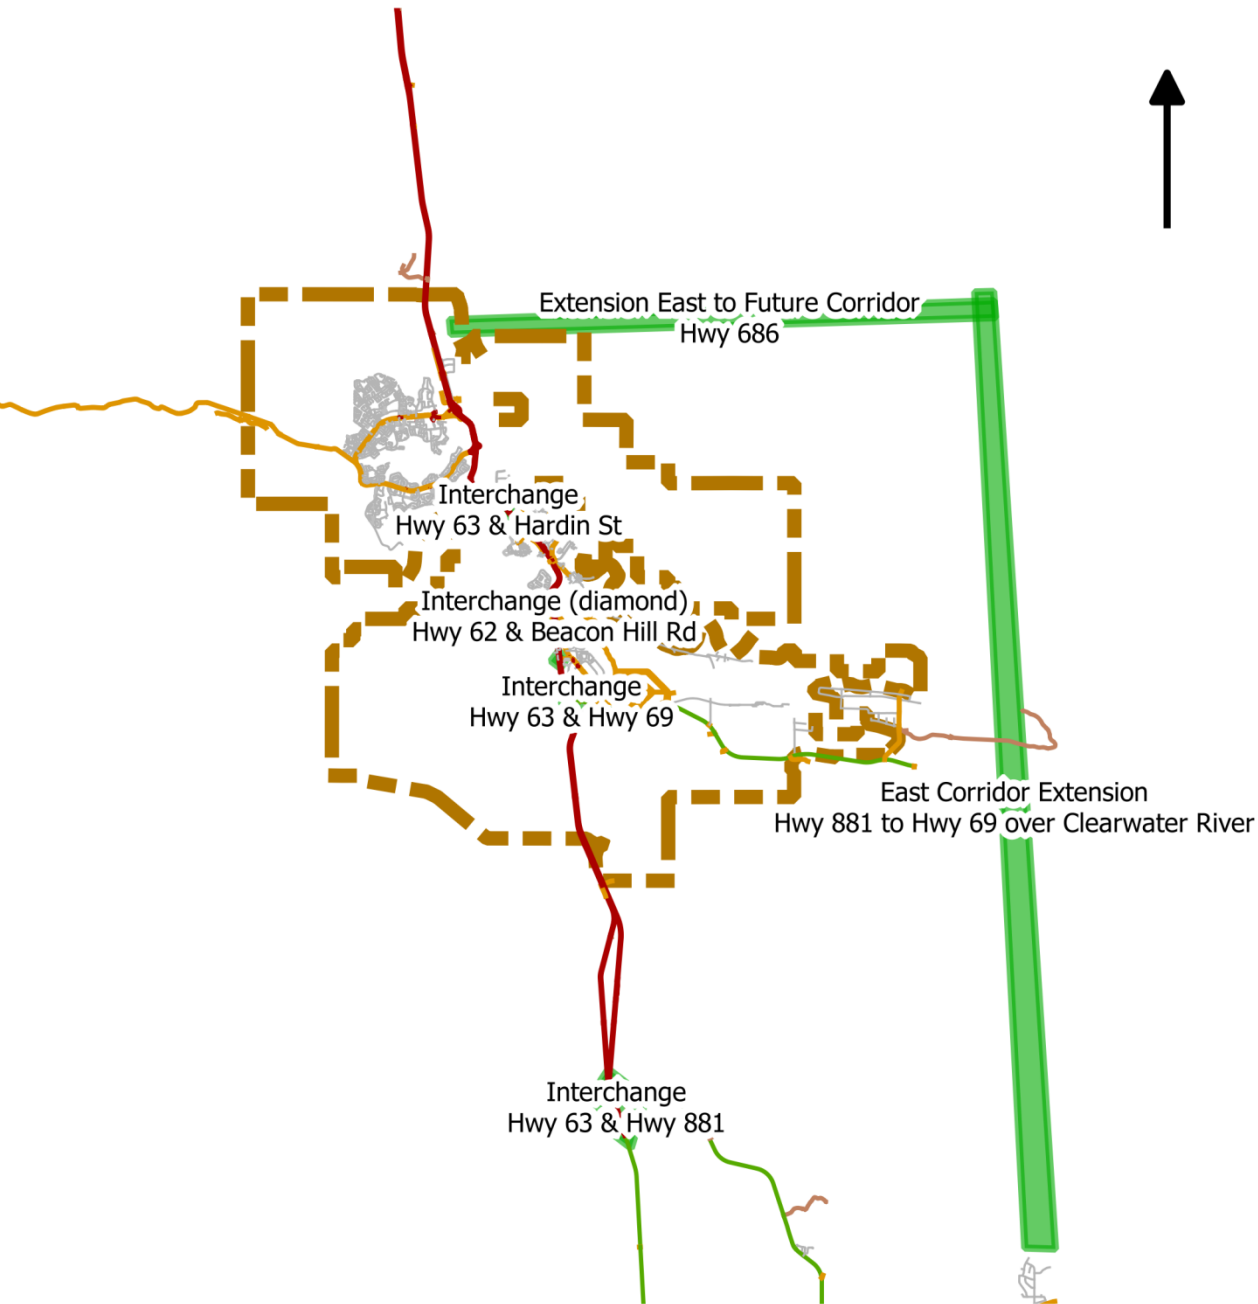 Extension East to Future Corridor
Hwy 686
Interchange
Hwy 63 & Hardin St
Interchange (diamond)
Hwy 62 & Beacon Hill Rd
Interchange
Hwy 63 & Hwy 69
East Corridor Extension
Hwy 881 to Hwy 69 over Clearwater River
Interchange
Hwy 63 & Hwy 881